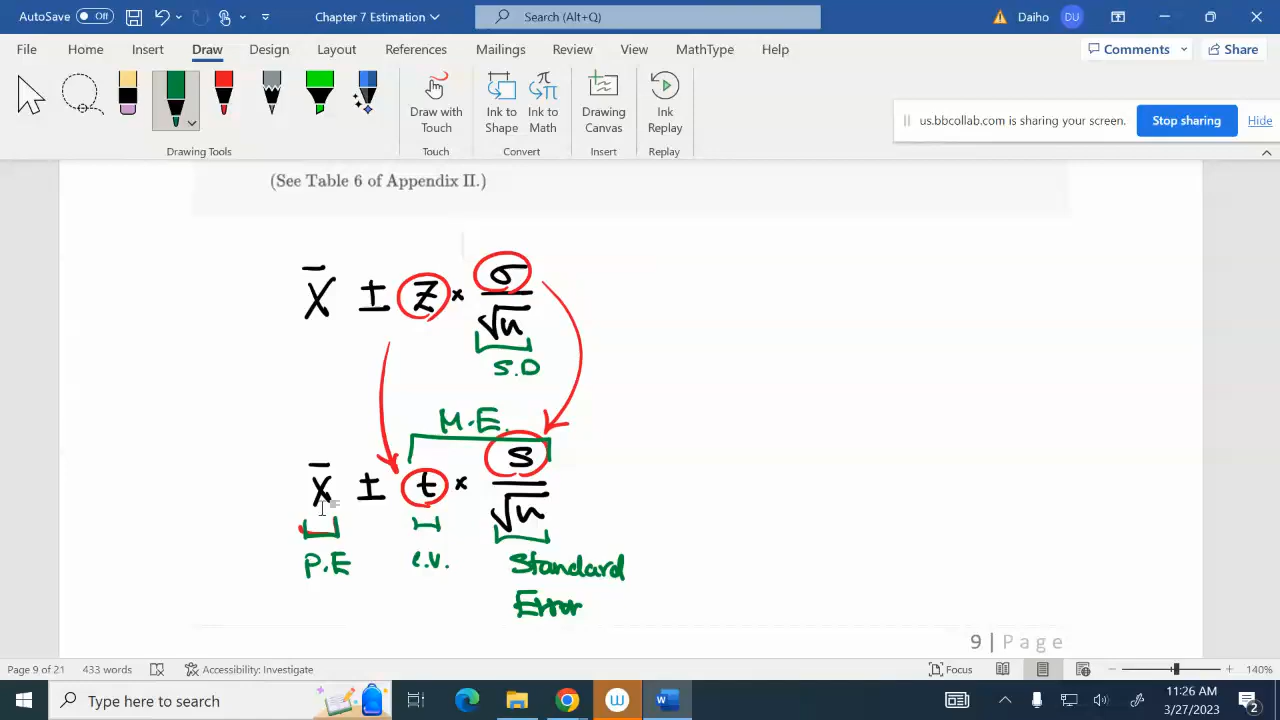 AutoSave Off Chapter 7 Estimation Search (Alt+Q) Daiho DU
File Home Insert Draw Design Layout References Mailings Review View MathType Help Comments Share
Draw with Touch Ink to Shape Ink to Math Drawing Canvas Ink Replay
Drawing Tools Touch Convert Insert Replay
us.bbcollab.com is sharing your screen. Stop sharing Hide
(See Table 6 of Appendix II.)
X̄ ± z × σ/√n
S.D
M.E.
x̄ ± t × s/√n
P.E c.v. Standard
Error
9 | Page
Page 9 of 21 433 words Accessibility: Investigate Focus 140%
Type here to search
11:26 AM
3/27/2023
2